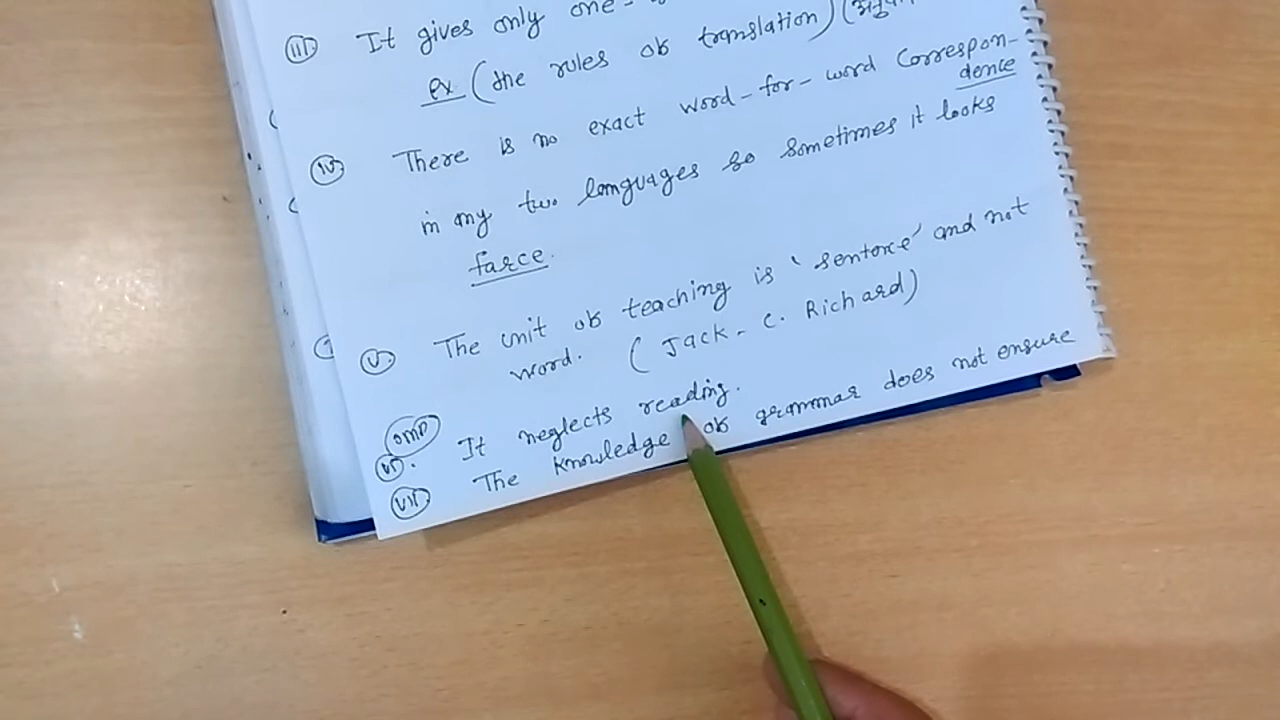 (iii) It gives only one-
ex (the rules of translation) (
There is no exact word-for-word Correspon-
dence
(iv) in any two languages so sometimes it looks
farce.
(v) The unit of teaching is 'sentence' and not
word. (Jack-C. Richard)
(vi). It neglects reading.
(vii) The knowledge of grammar does not ensure